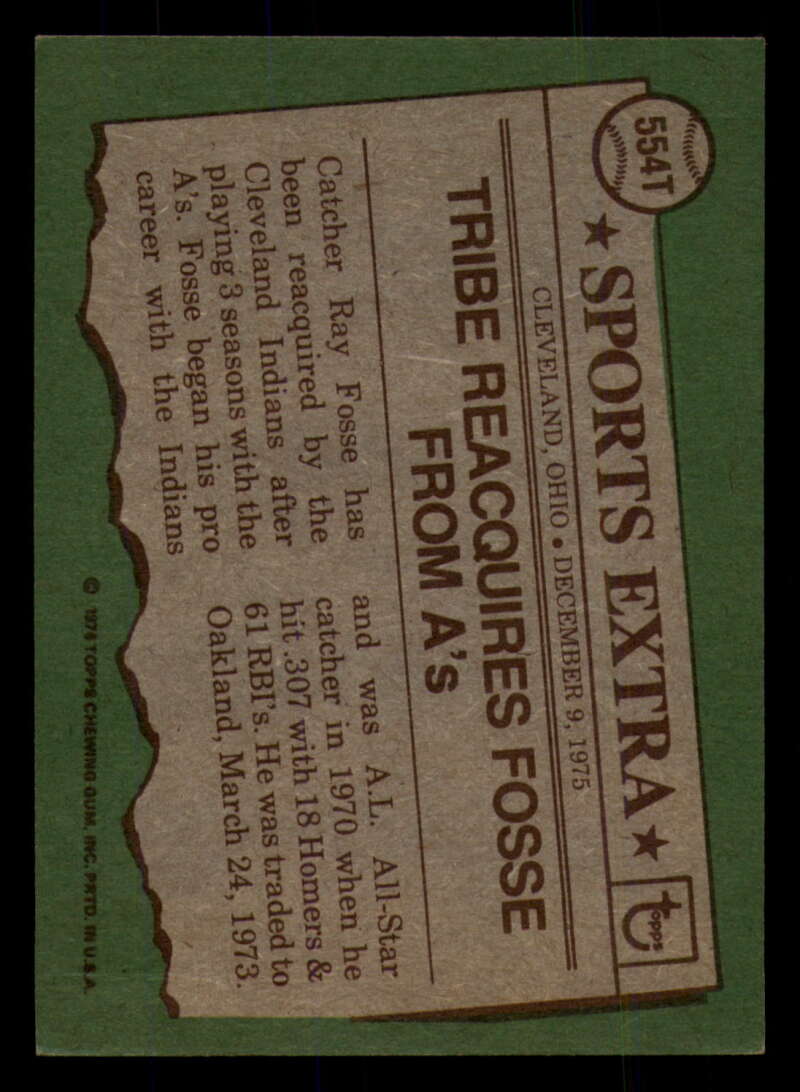 554T
★ SPORTS EXTRA ★
topps
CLEVELAND, OHIO • DECEMBER 9, 1975
TRIBE REACQUIRES FOSSE
FROM A's
Catcher Ray Fosse has
been reacquired by the
Cleveland Indians after
playing 3 seasons with the
A's. Fosse began his pro
career with the Indians
and was A.L. All-Star
catcher in 1970 when he
hit .307 with 18 Homers &
61 RBI's. He was traded to
Oakland, March 24, 1973.
© 1976 TOPPS CHEWING GUM, INC. PRTD. IN U.S.A.